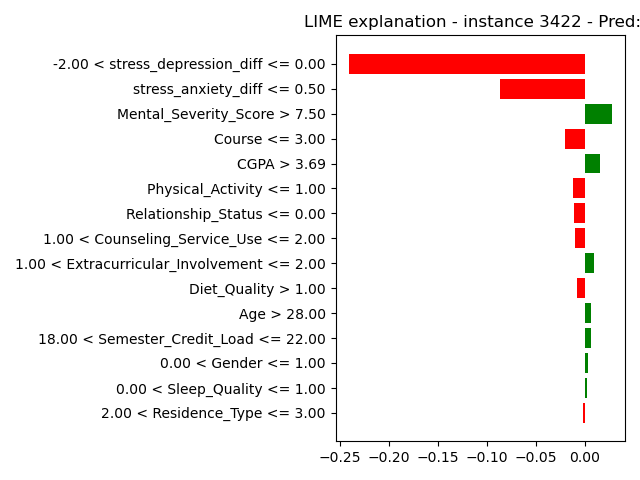 LIME explanation - instance 3422 - Pred:
-2.00 < stress_depression_diff <= 0.00
stress_anxiety_diff <= 0.50
Mental_Severity_Score > 7.50
Course <= 3.00
CGPA > 3.69
Physical_Activity <= 1.00
Relationship_Status <= 0.00
1.00 < Counseling_Service_Use <= 2.00
1.00 < Extracurricular_Involvement <= 2.00
Diet_Quality > 1.00
Age > 28.00
18.00 < Semester_Credit_Load <= 22.00
0.00 < Gender <= 1.00
0.00 < Sleep_Quality <= 1.00
2.00 < Residence_Type <= 3.00
−0.25 −0.20 −0.15 −0.10 −0.05 0.00